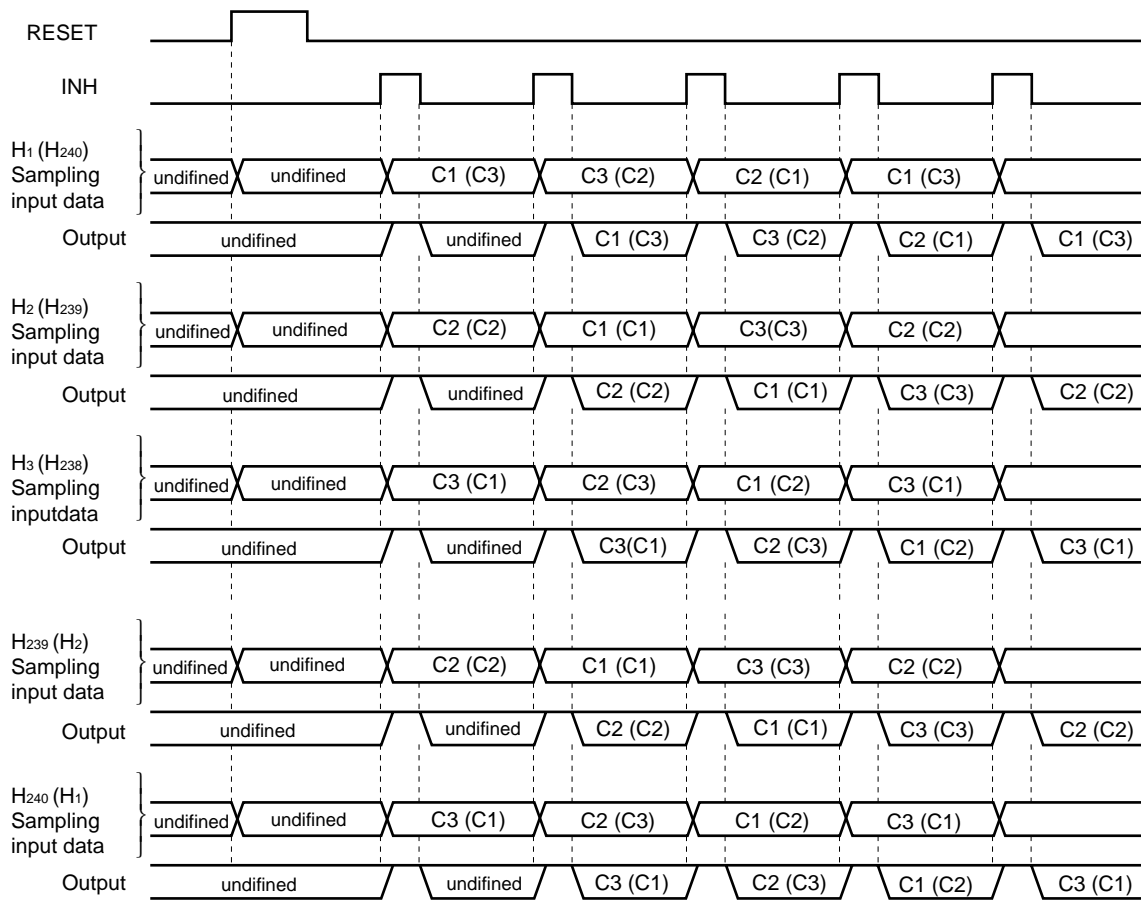 RESET
INH
H1 (H240)
Sampling
input data
undifined undifined C1 (C3) C3 (C2) C2 (C1) C1 (C3)
Output undifined undifined C1 (C3) C3 (C2) C2 (C1) C1 (C3)
H2 (H239)
Sampling
input data
undifined undifined C2 (C2) C1 (C1) C3(C3) C2 (C2)
Output undifined undifined C2 (C2) C1 (C1) C3 (C3) C2 (C2)
H3 (H238)
Sampling
inputdata
undifined undifined C3 (C1) C2 (C3) C1 (C2) C3 (C1)
Output undifined undifined C3(C1) C2 (C3) C1 (C2) C3 (C1)
H239 (H2)
Sampling
input data
undifined undifined C2 (C2) C1 (C1) C3 (C3) C2 (C2)
Output undifined undifined C2 (C2) C1 (C1) C3 (C3) C2 (C2)
H240 (H1)
Sampling
input data
undifined undifined C3 (C1) C2 (C3) C1 (C2) C3 (C1)
Output undifined undifined C3 (C1) C2 (C3) C1 (C2) C3 (C1)